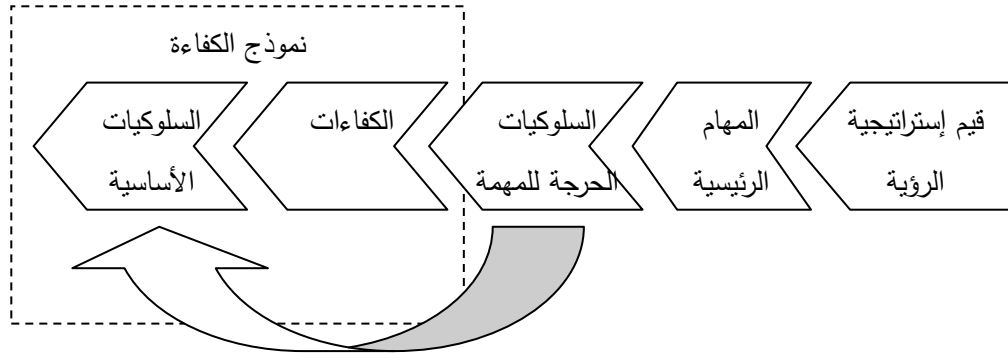 نموذج الكفاءة
قيم إستراتيجية
الرؤية
المهام
الرئيسية
السلوكيات
الحرجة للمهمة
الكفاءات
السلوكيات
الأساسية